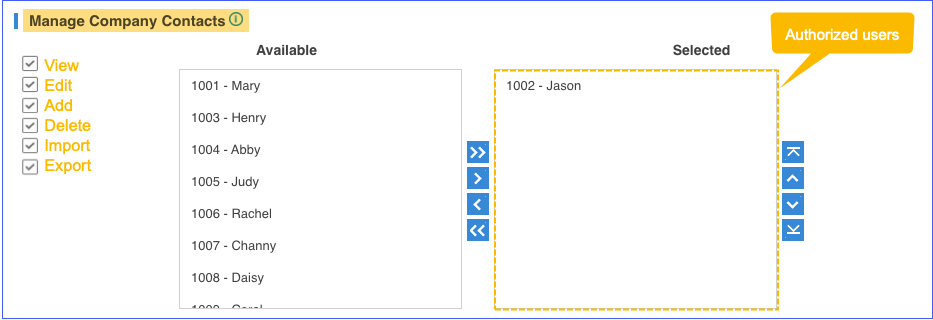 Manage Company Contacts
Authorized users
Available
Selected
View
Edit
Add
Delete
Import
Export
1001 - Mary
1003 - Henry
1004 - Abby
1005 - Judy
1006 - Rachel
1007 - Channy
1008 - Daisy
1002 - Jason